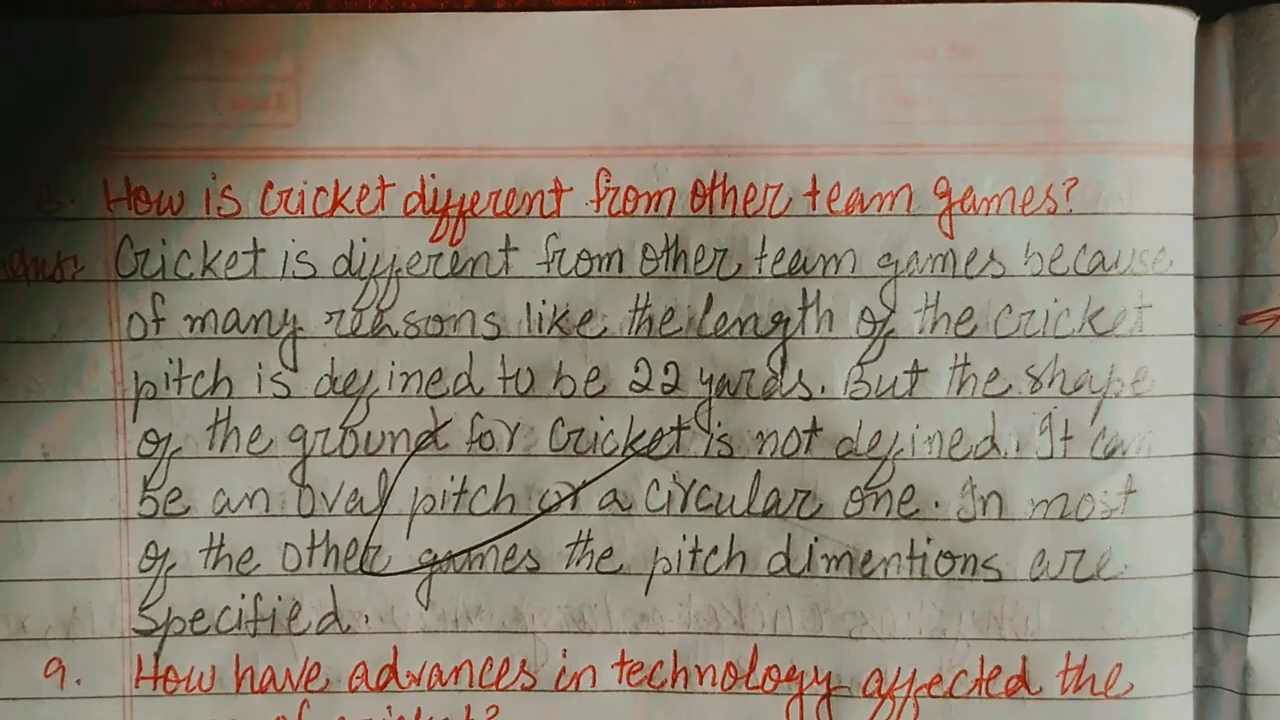 8. How is cricket different from other team games?
Ans: Cricket is different from other team games because
of many reasons like the length of the cricket
pitch is defined to be 22 yards. But the shape
of the ground for cricket is not defined. It can
be an oval pitch or a circular one. In most
of the other games the pitch dimentions are
specified.
9. How have advances in technology affected the
of cricket?